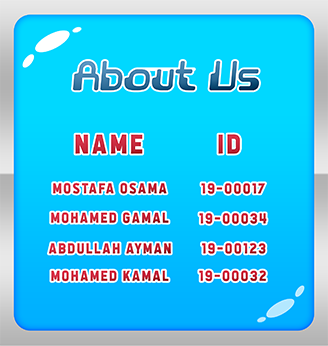 About Us
NAME ID
MOSTAFA OSAMA 19-00017
MOHAMED GAMAL 19-00034
ABDULLAH AYMAN 19-00123
MOHAMED KAMAL 19-00032